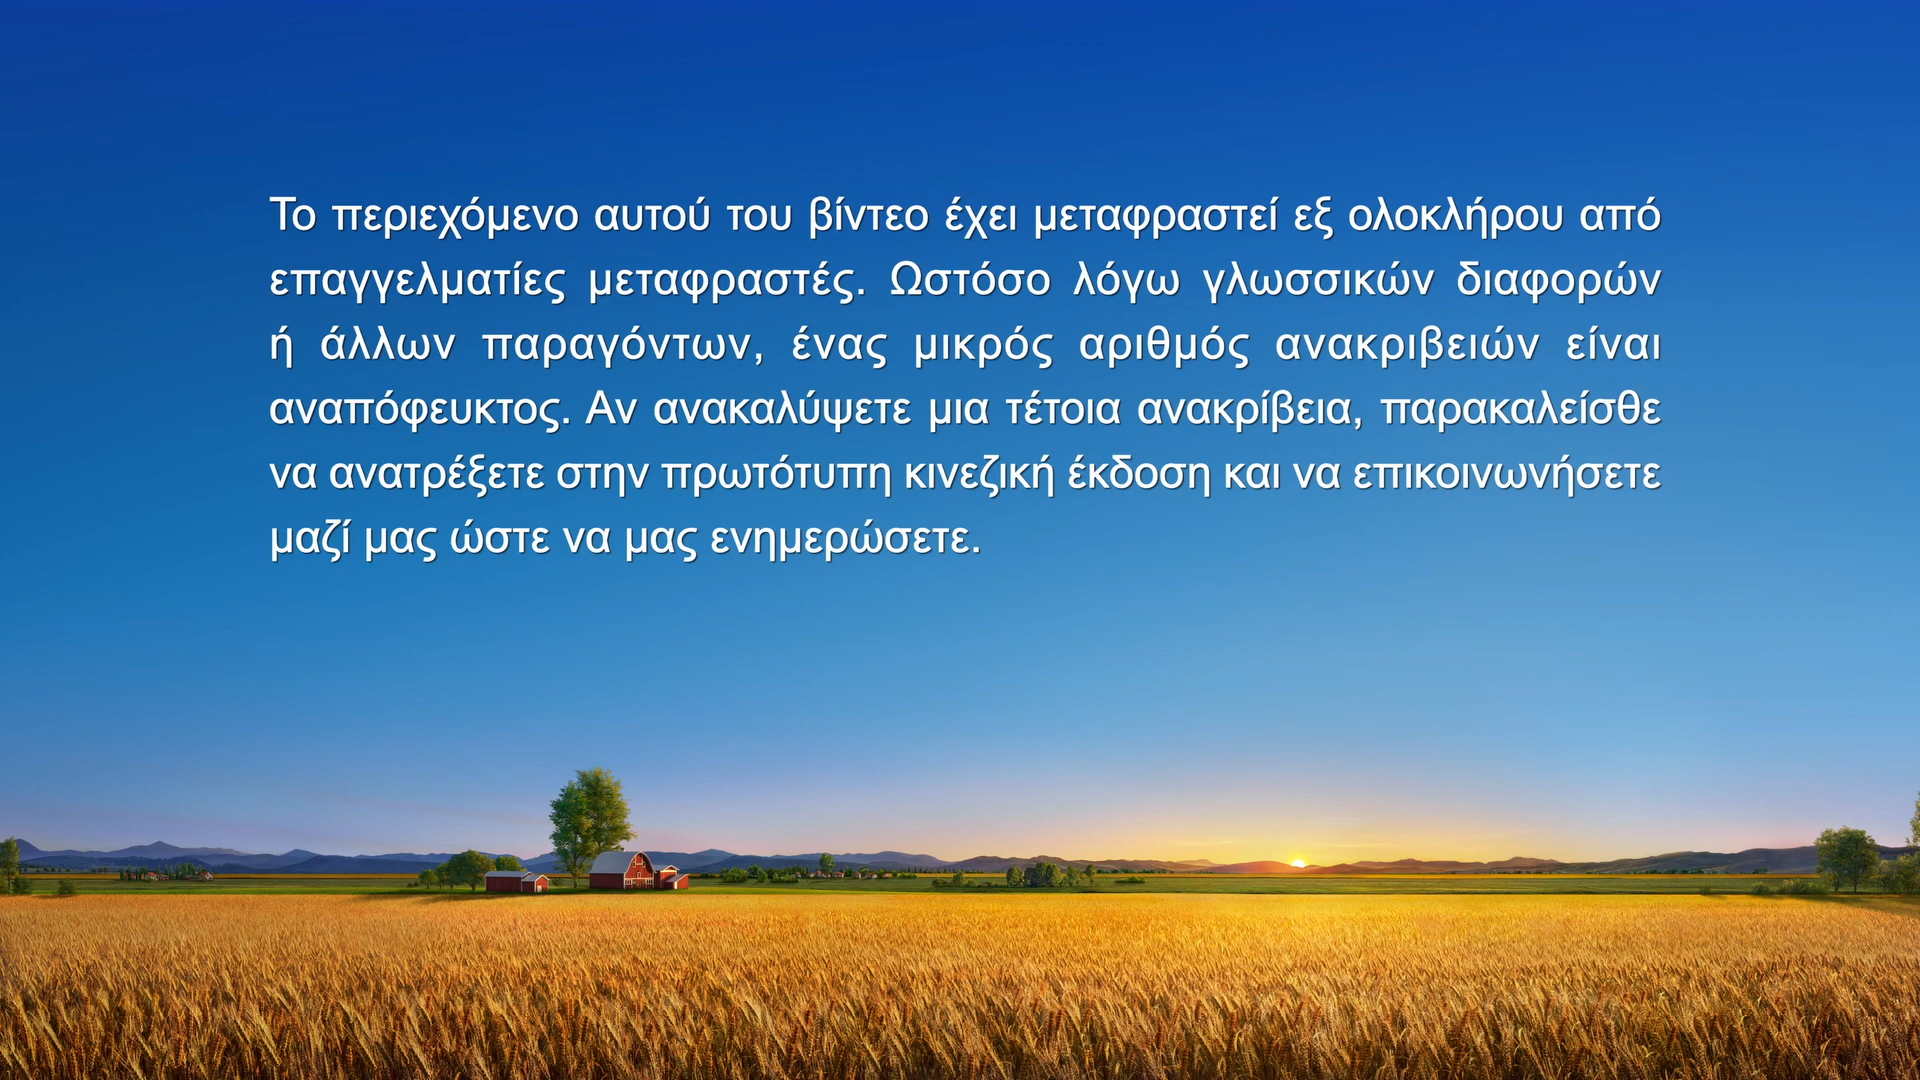 Το περιεχόμενο αυτού του βίντεο έχει μεταφραστεί εξ ολοκλήρου από
επαγγελματίες μεταφραστές. Ωστόσο λόγω γλωσσικών διαφορών
ή άλλων παραγόντων, ένας μικρός αριθμός ανακριβειών είναι
αναπόφευκτος. Αν ανακαλύψετε μια τέτοια ανακρίβεια, παρακαλείσθε
να ανατρέξετε στην πρωτότυπη κινεζική έκδοση και να επικοινωνήσετε
μαζί μας ώστε να μας ενημερώσετε.